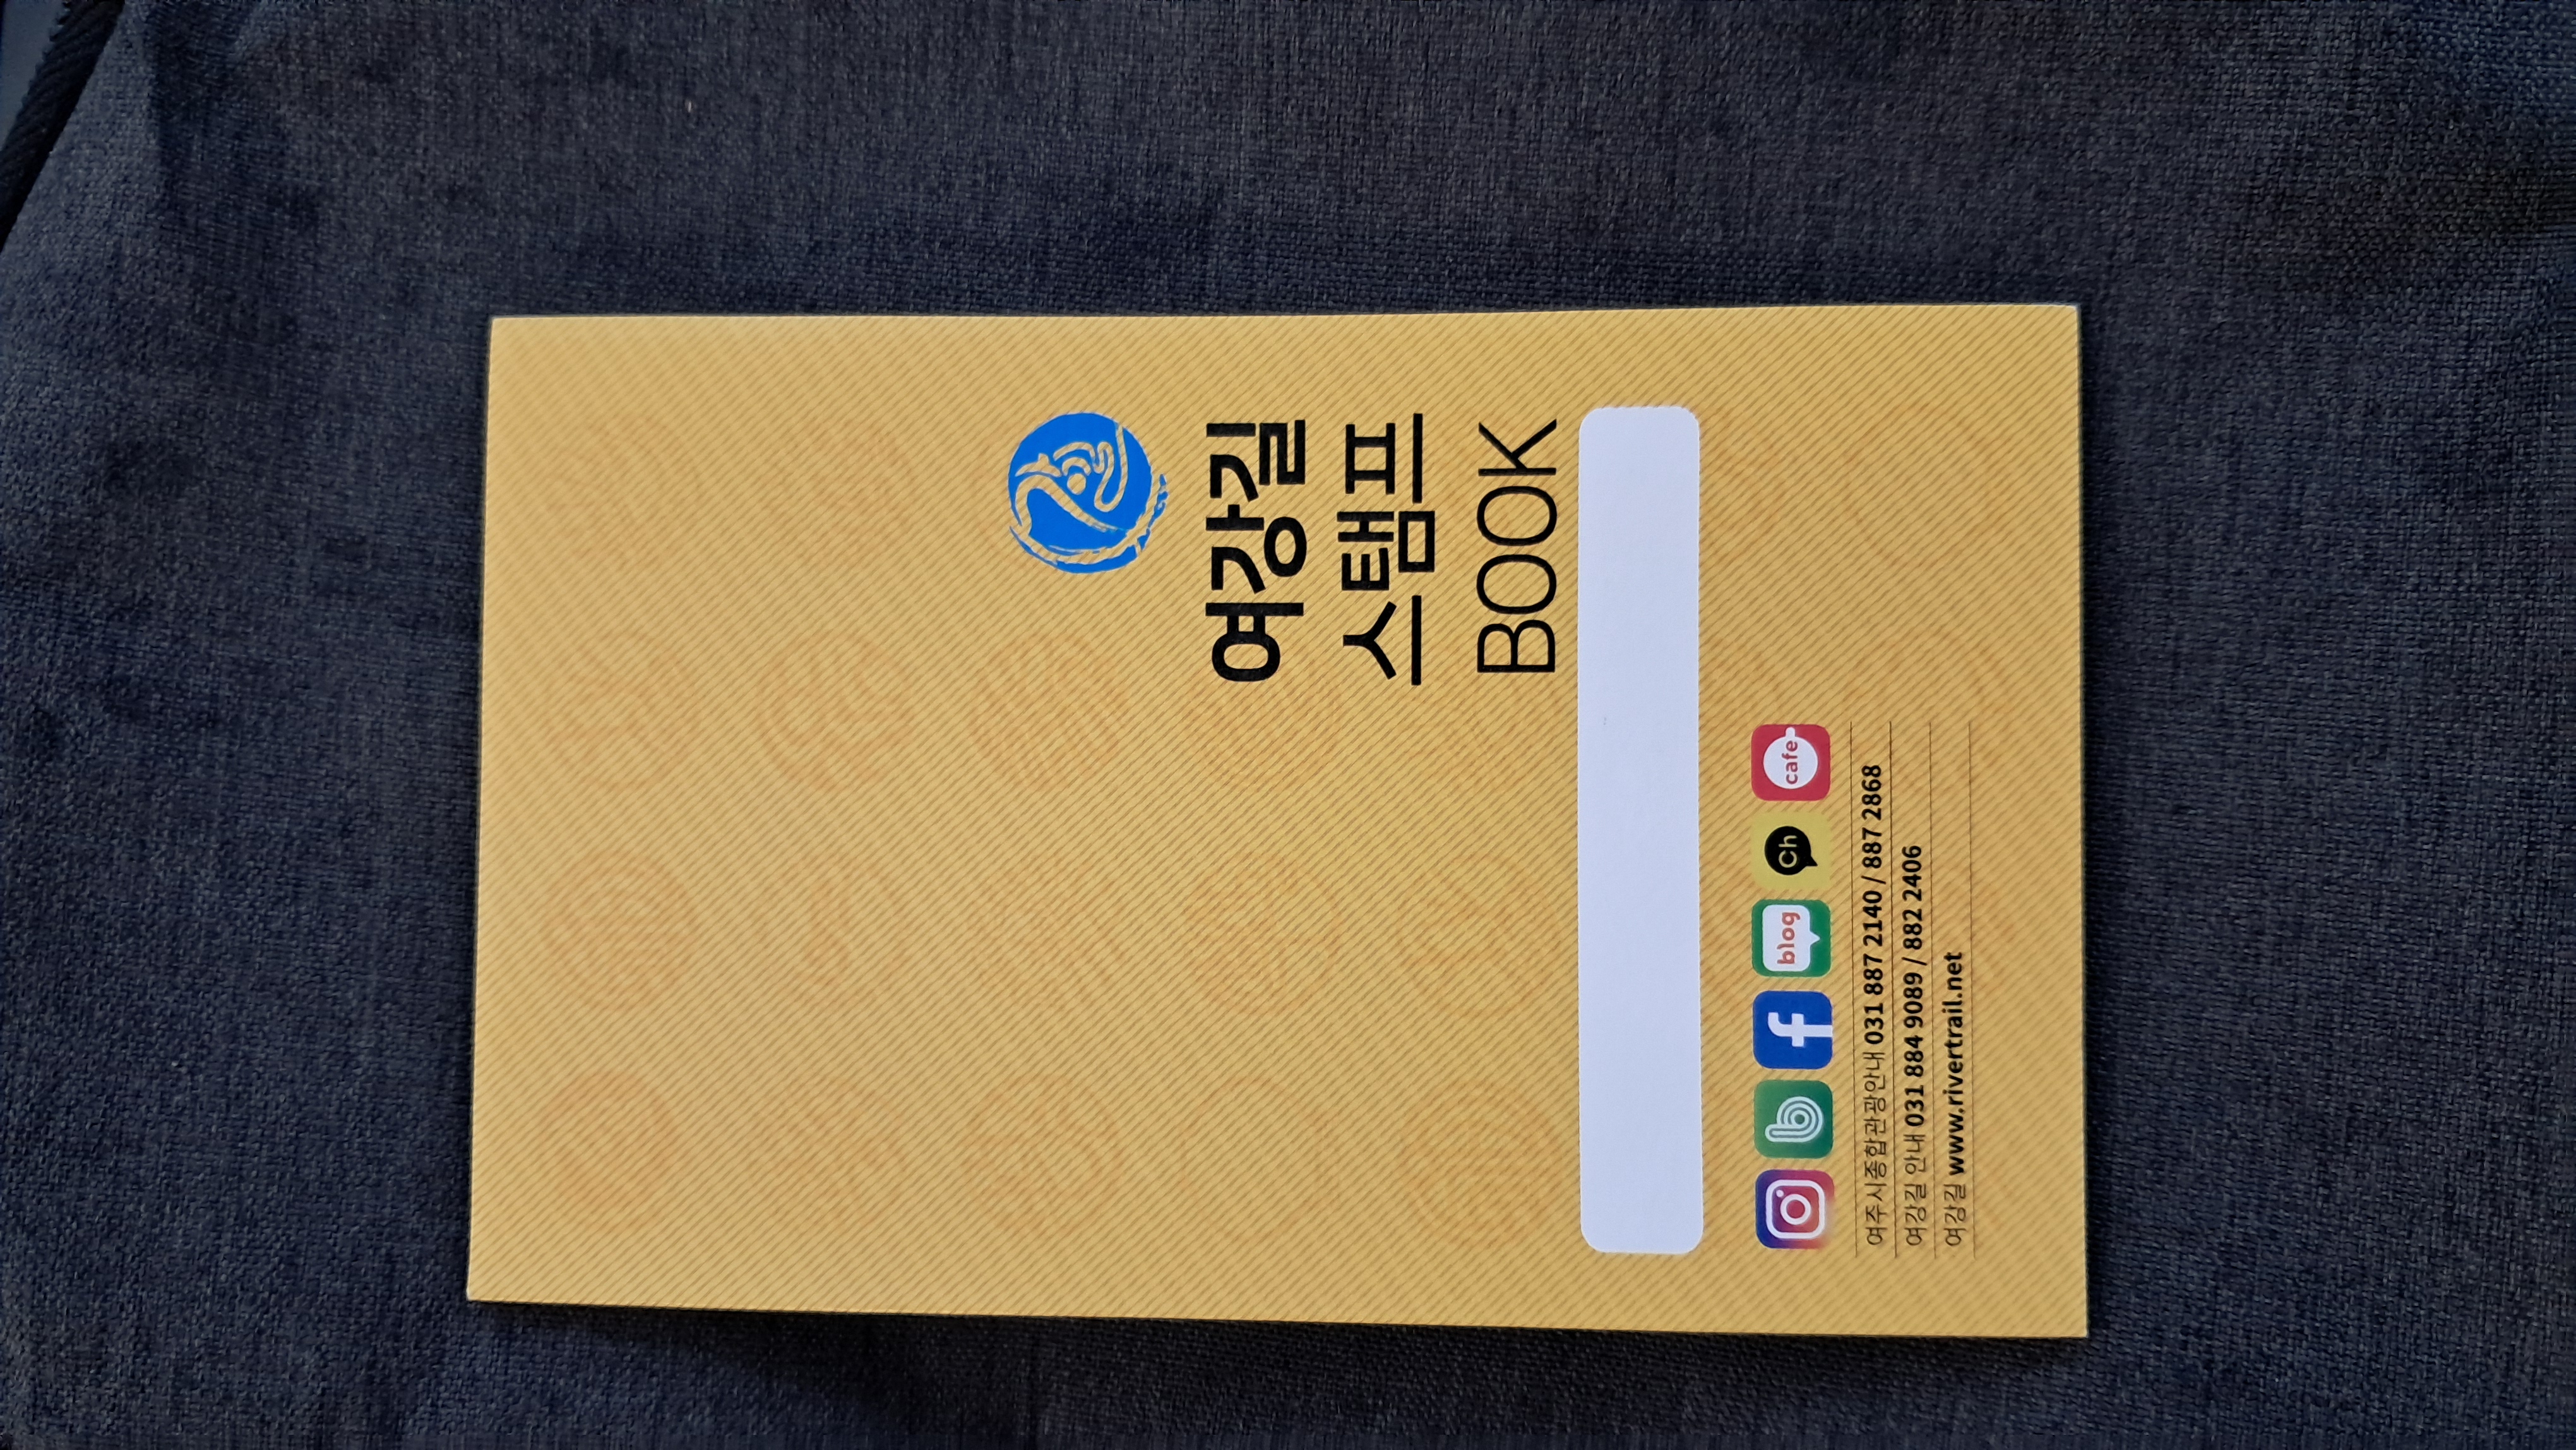 여강길
스탬프
BOOK
blog
Ch
cafe
여주시종합관광안내 031 887 2140 / 887 2868
여강길 안내 031 884 9089 / 882 2406
여강길 www.rivertrail.net